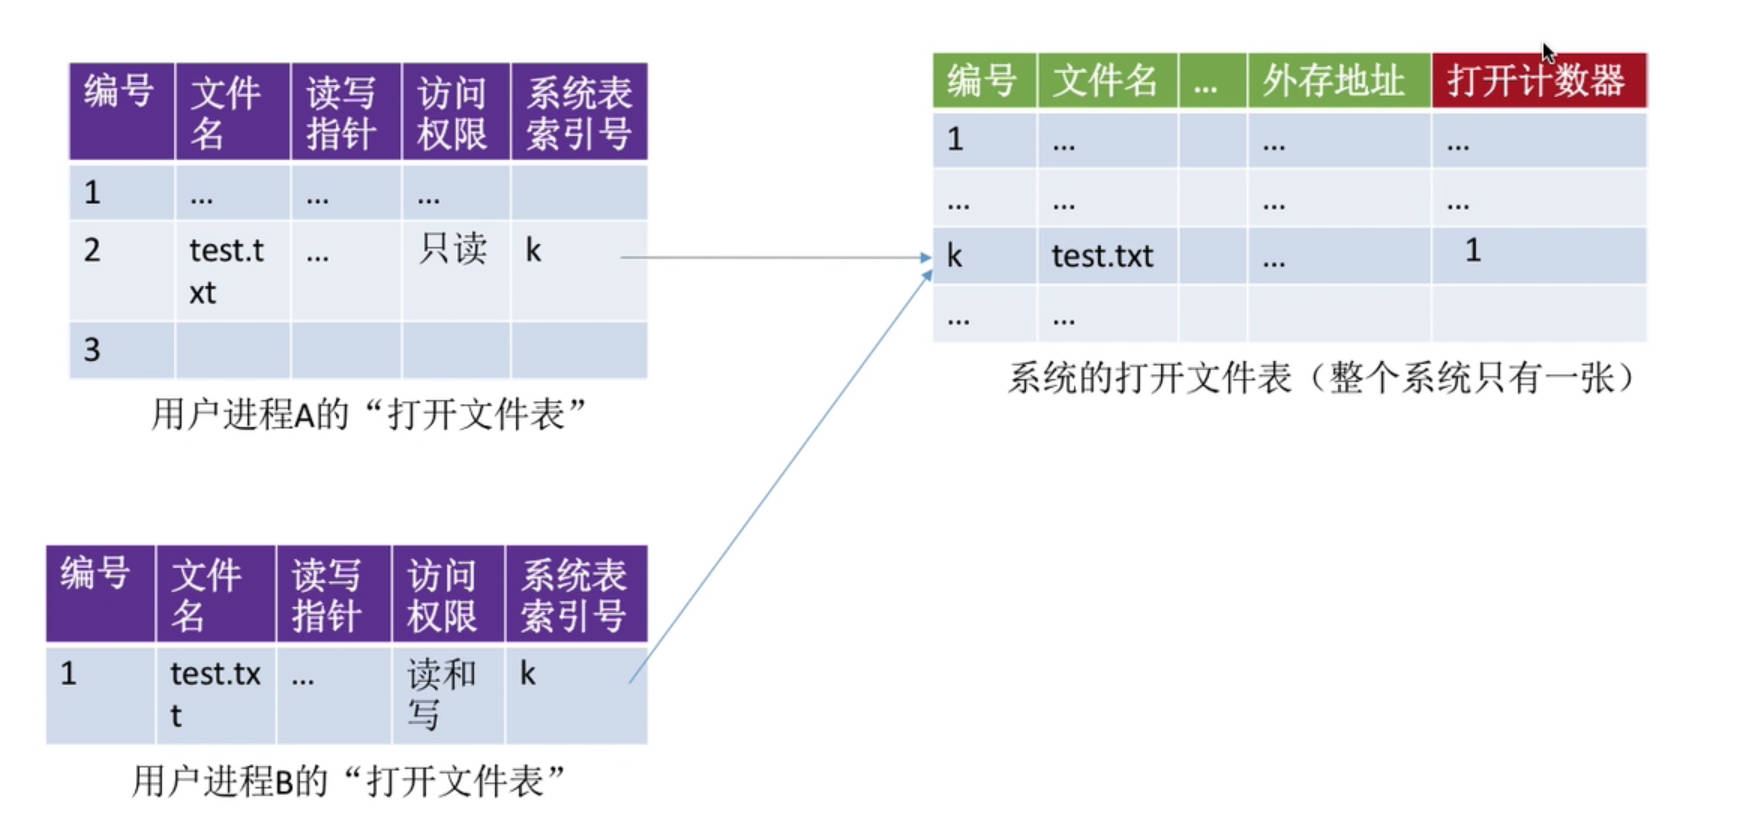 编号 文件名 读写指针 访问权限 系统表索引号
1 ... ... ...
2 test.txt ... 只读 k
3
用户进程A的“打开文件表”
编号 文件名 ... 外存地址 打开计数器
1 ... ... ...
... ... ... ...
k test.txt ... 1
... ...
系统的打开文件表（整个系统只有一张）
编号 文件名 读写指针 访问权限 系统表索引号
1 test.txt ... 读和写 k
用户进程B的“打开文件表”